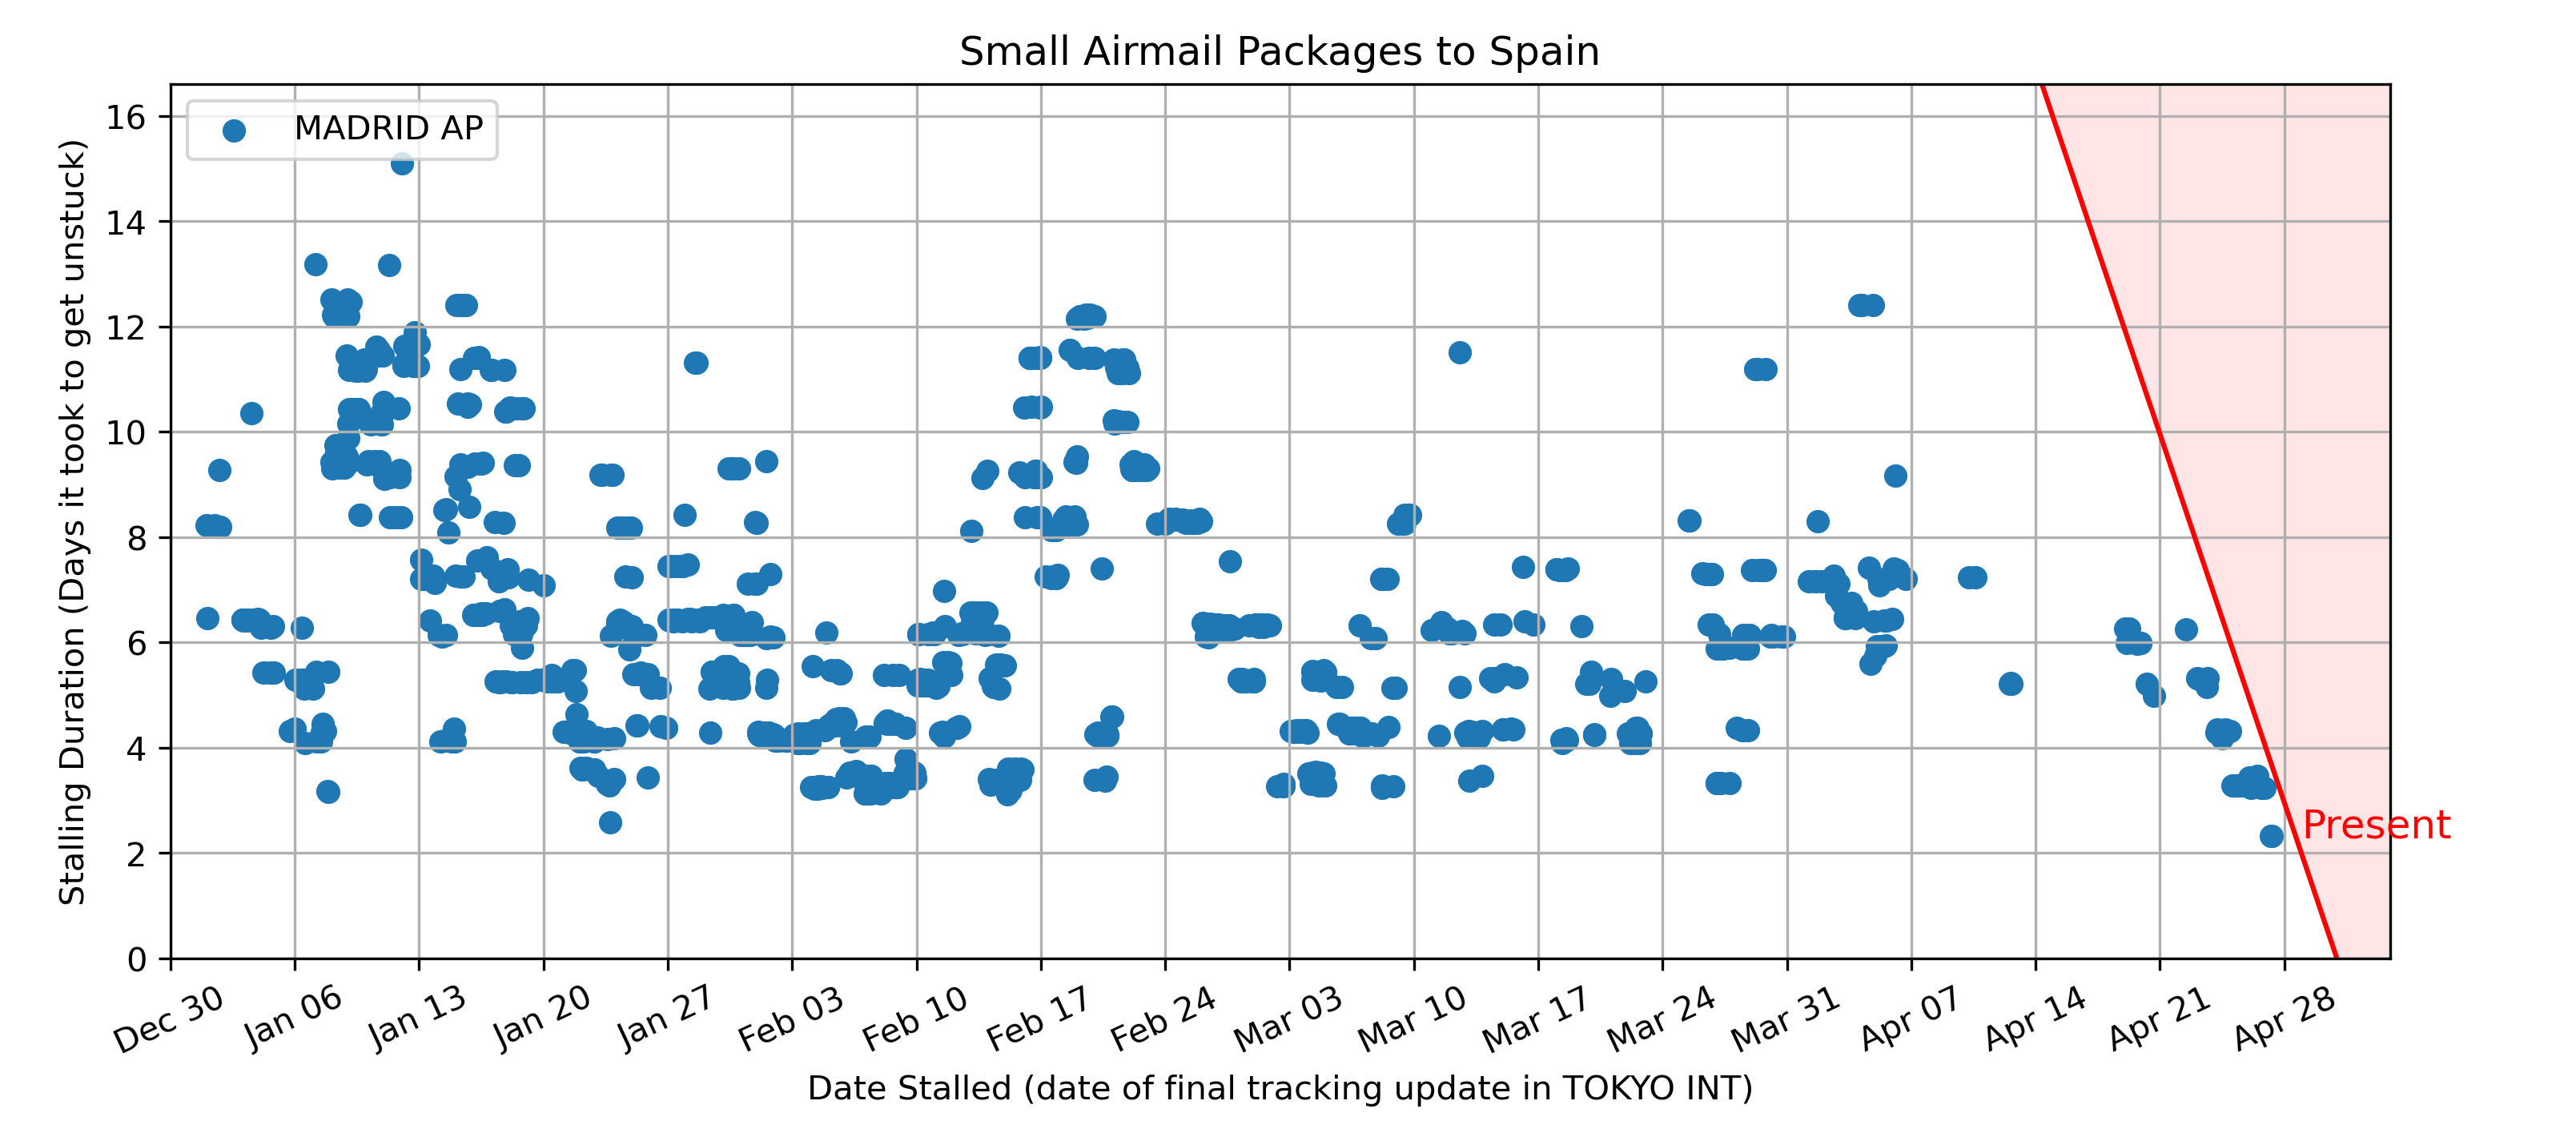 Small Airmail Packages to Spain
MADRID AP
Stalling Duration (Days it took to get unstuck)
16
14
12
10
8
6
4
2
0
Present
Dec 30
Jan 06
Jan 13
Jan 20
Jan 27
Feb 03
Feb 10
Feb 17
Feb 24
Mar 03
Mar 10
Mar 17
Mar 24
Mar 31
Apr 07
Apr 14
Apr 21
Apr 28
Date Stalled (date of final tracking update in TOKYO INT)